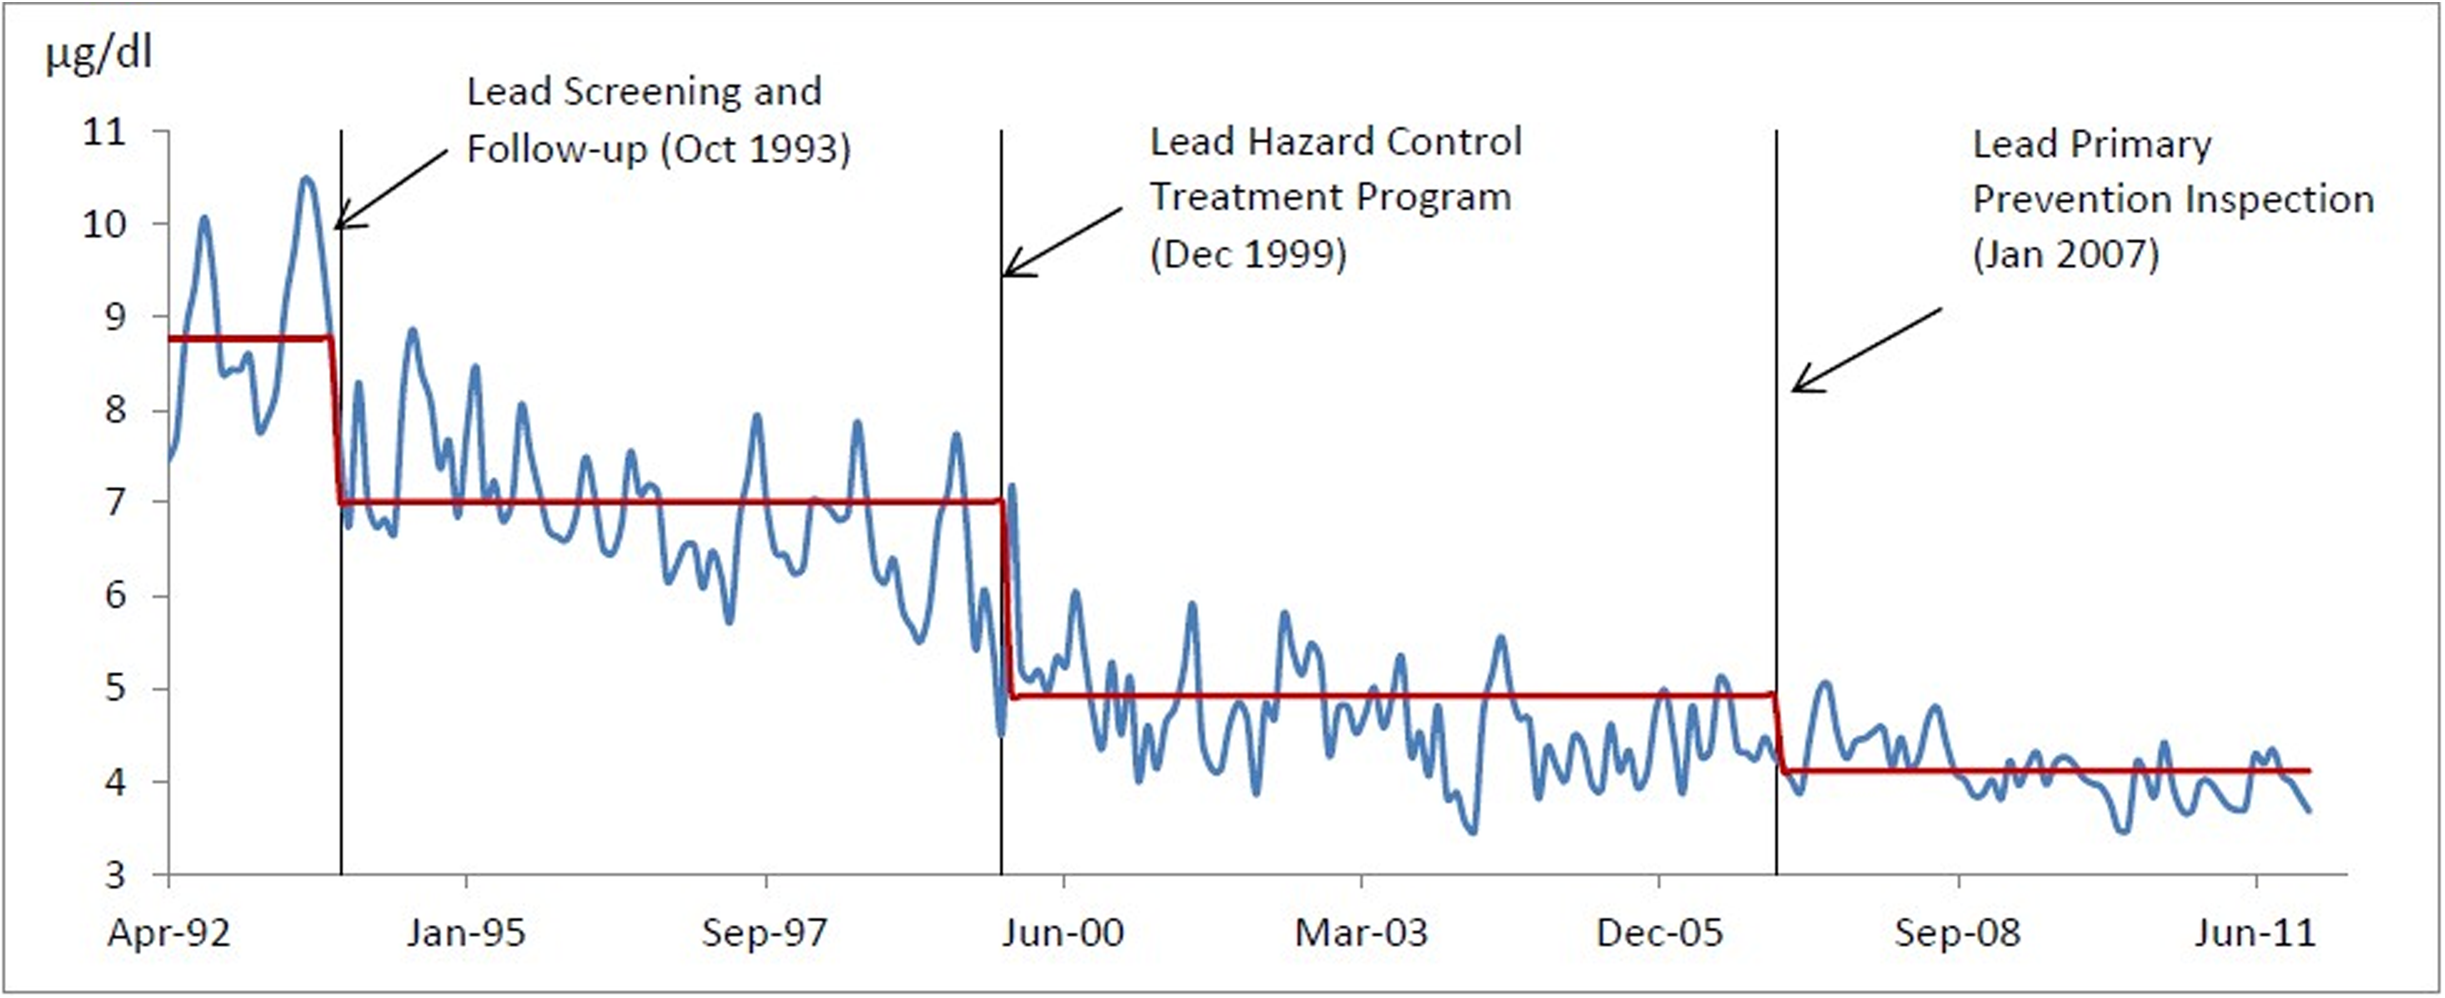 µg/dl
Lead Screening and
Follow-up (Oct 1993)
Lead Hazard Control
Treatment Program
(Dec 1999)
Lead Primary
Prevention Inspection
(Jan 2007)
11
10
9
8
7
6
5
4
3
Apr-92 Jan-95 Sep-97 Jun-00 Mar-03 Dec-05 Sep-08 Jun-11